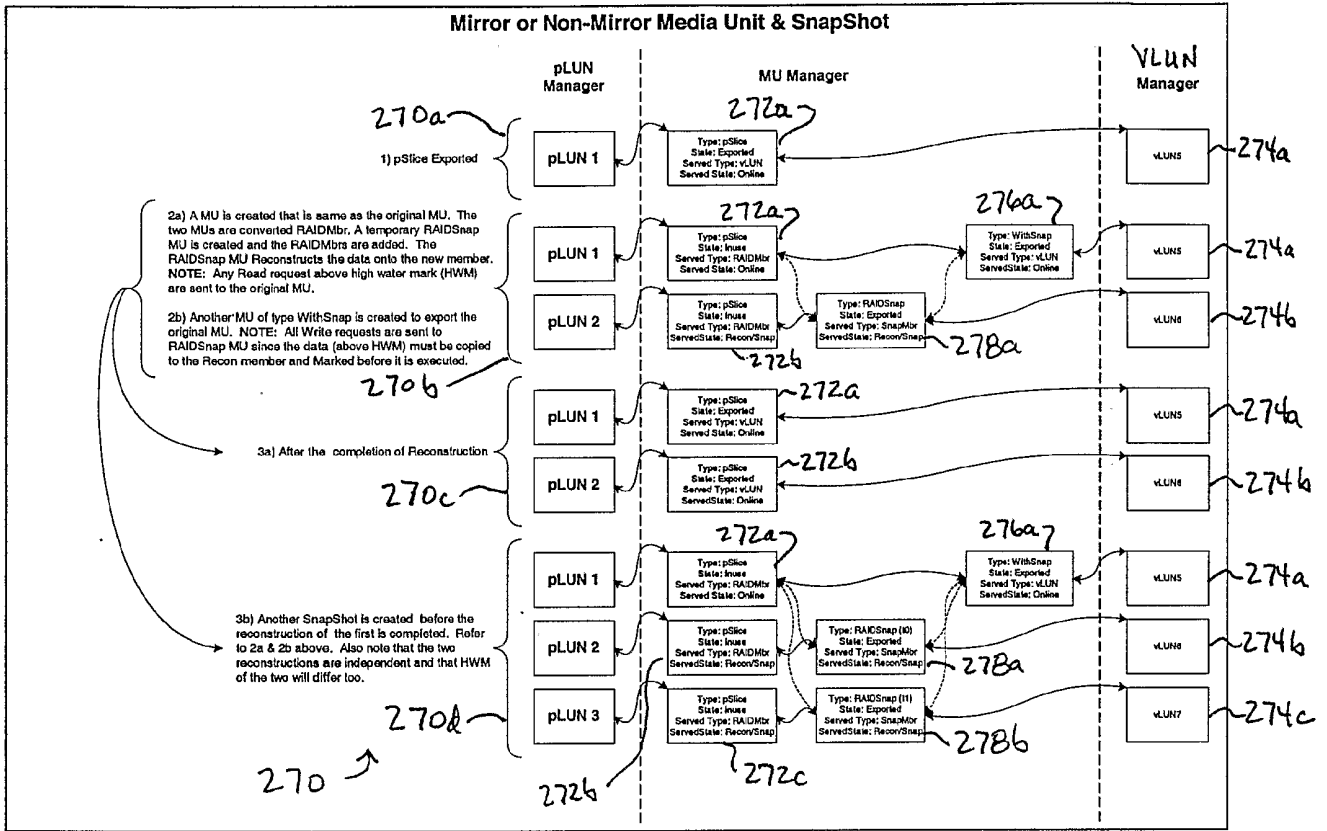 Mirror or Non-Mirror Media Unit & SnapShot
pLUN
Manager
MU Manager
VLUN
Manager
270a
1) pSlice Exported
pLUN 1
272a
Type: pSlice
State: Exported
Served Type: vLUN
Served State: Online
vLUN5
274a
2a) A MU is created that is same as the original MU. The
two MUs are converted RAIDMbr. A temporary RAIDSnap
MU is created and the RAIDMbrs are added. The
RAIDSnap MU Reconstructs the data onto the new member.
NOTE: Any Read request above high water mark (HWM)
are sent to the original MU.
2b) Another MU of type WithSnap is created to export the
original MU. NOTE: All Write requests are sent to
RAIDSnap MU since the data (above HWM) must be copied
to the Recon member and Marked before it is executed.
270b
pLUN 1
272a
Type: pSlice
State: Inuse
Served Type: RAIDMbr
Served State: Online
276a
Type: WithSnap
State: Exported
Served Type: vLUN
ServedState: Online
vLUN5
274a
pLUN 2
Type: pSlice
State: Inuse
Served Type: RAIDMbr
ServedState: Recon/Snap
272b
Type: RAIDSnap
State: Exported
Served Type: SnapMbr
ServedState: Recon/Snap
278a
vLUN6
274b
3a) After the completion of Reconstruction
270c
pLUN 1
272a
Type: pSlice
State: Exported
Served Type: vLUN
Served State: Online
vLUN5
274a
pLUN 2
272b
Type: pSlice
State: Exported
Served Type: vLUN
ServedState: Online
vLUN6
274b
3b) Another SnapShot is created before the
reconstruction of the first is completed. Refer
to 2a & 2b above. Also note that the two
reconstructions are independent and that HWM
of the two will differ too.
270d
270
pLUN 1
272a
Type: pSlice
State: Inuse
Served Type: RAIDMbr
ServedState: Online
276a
Type: WithSnap
State: Exported
Served Type: vLUN
ServedState: Online
vLUN5
274a
pLUN 2
Type: pSlice
State: Inuse
Served Type: RAIDMbr
ServedState: Recon/Snap
272b
Type: RAIDSnap (t0)
State: Exported
Served Type: SnapMbr
ServedState: Recon/Snap
278a
vLUN6
274b
pLUN 3
Type: pSlice
State: Inuse
Served Type: RAIDMbr
ServedState: Recon/Snap
272c
Type: RAIDSnap (t1)
State: Exported
Served Type: SnapMbr
ServedState: Recon/Snap
278b
vLUN7
274c